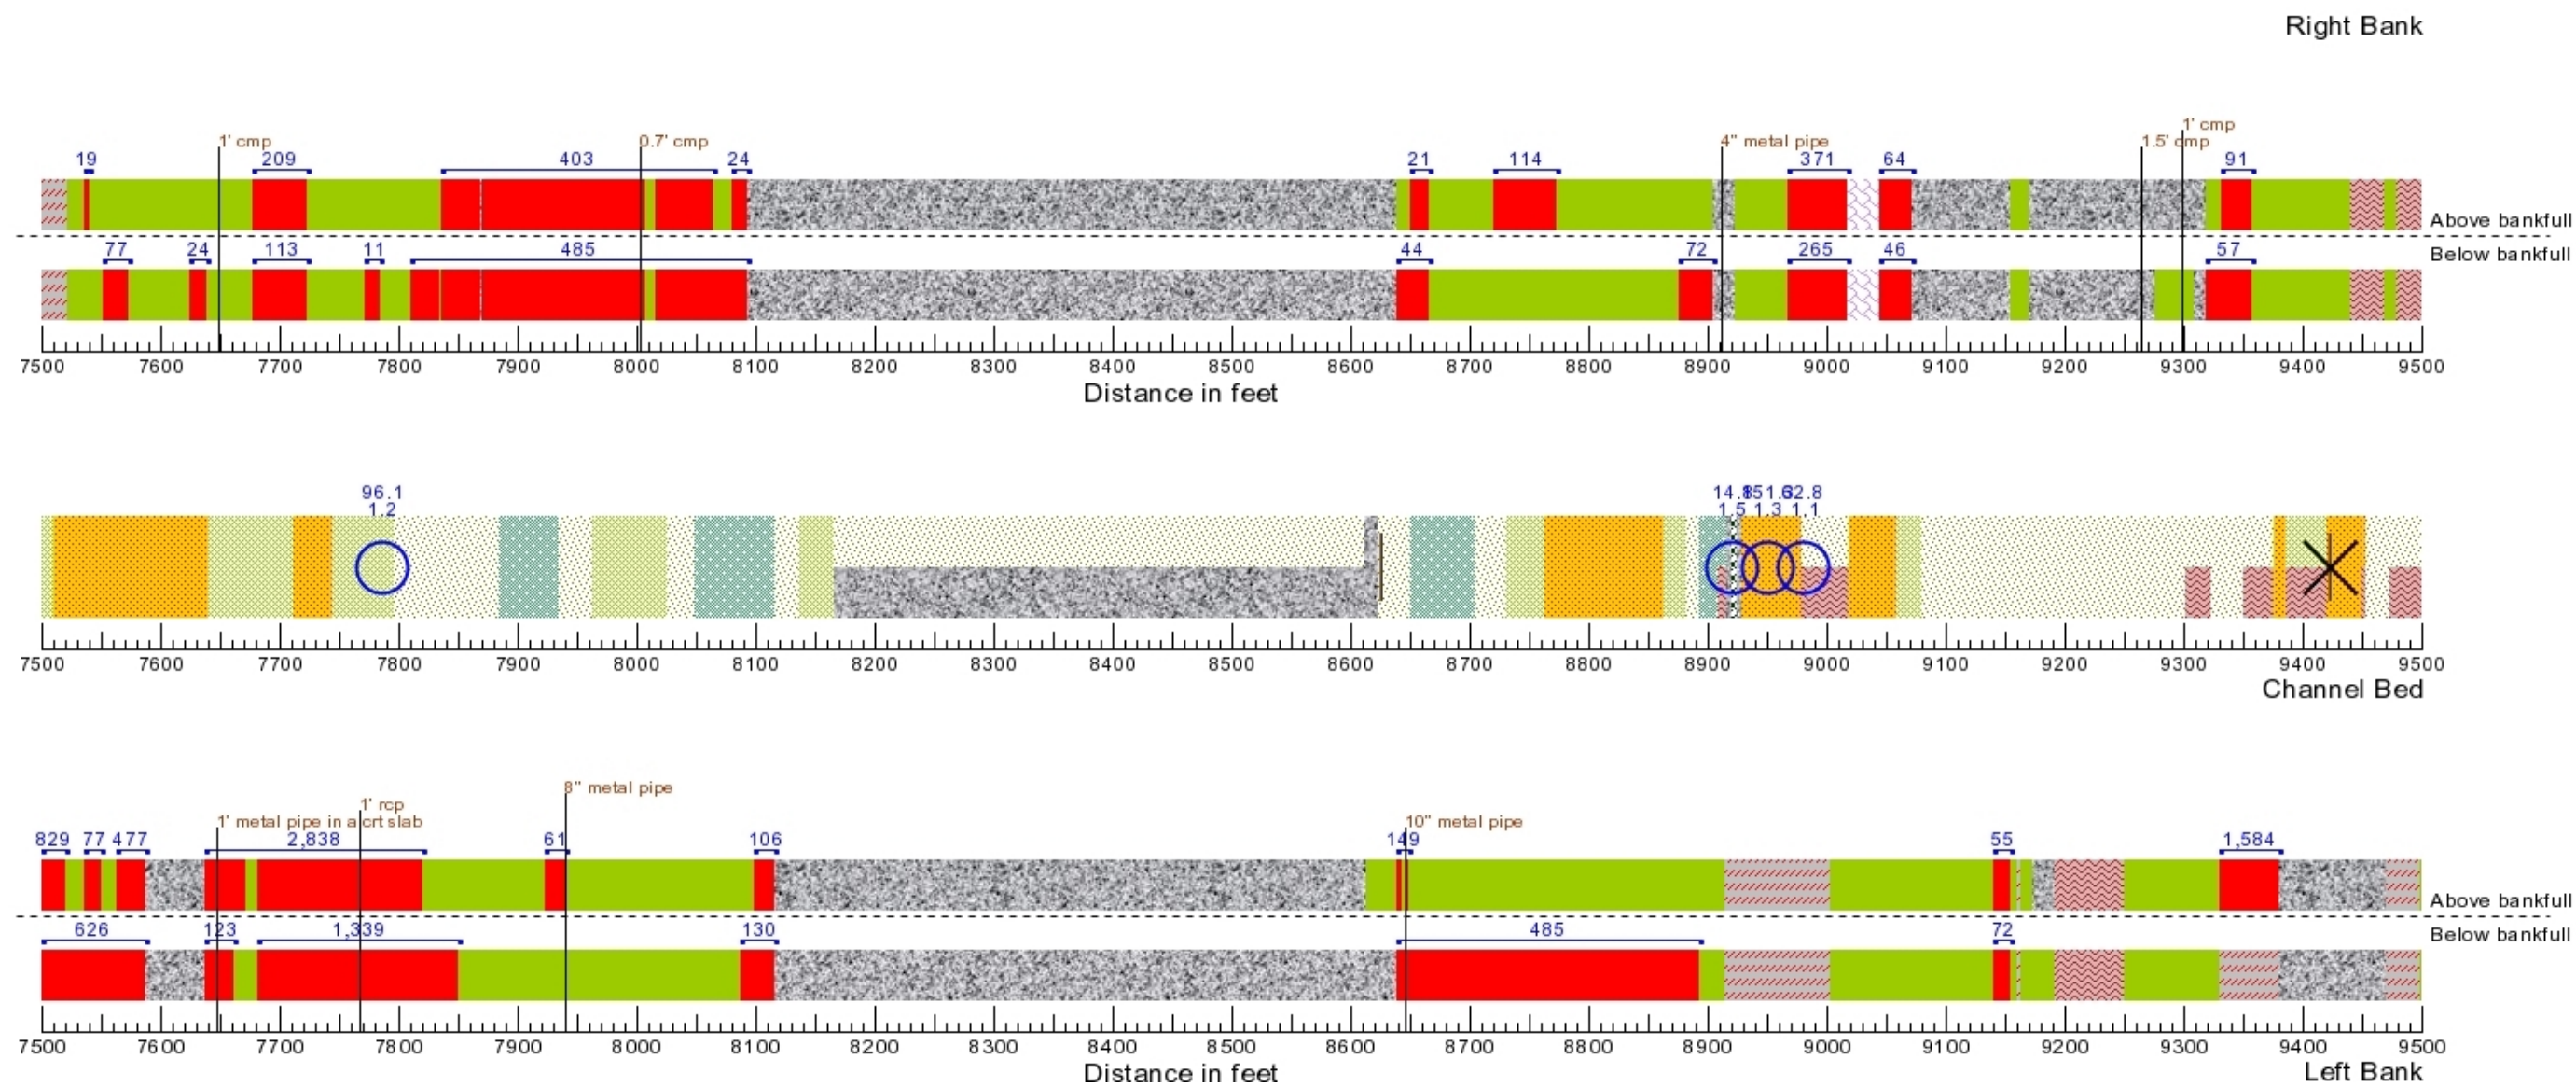 Right Bank
1' cmp
1' cmp 0.7' cmp 4" metal pipe 1.5' cmp
19 209 403 24 21 114 371 64 91
Above bankfull
77 24 113 11 485 44 72 265 46 57
Below bankfull
7500 7600 7700 7800 7900 8000 8100 8200 8300 8400 8500 8600 8700 8800 8900 9000 9100 9200 9300 9400 9500
Distance in feet
96.1 14.8
1.2 1.5 1.3 1.1
7500 7600 7700 7800 7900 8000 8100 8200 8300 8400 8500 8600 8700 8800 8900 9000 9100 9200 9300 9400 9500
Channel Bed
8" metal pipe
1' rcp
1' metal pipe in a crt slab 10" metal pipe
829 77 477 2,838 61 106 149 55 1,584
Above bankfull
626 123 1,339 130 485 72
Below bankfull
7500 7600 7700 7800 7900 8000 8100 8200 8300 8400 8500 8600 8700 8800 8900 9000 9100 9200 9300 9400 9500
Distance in feet
Left Bank